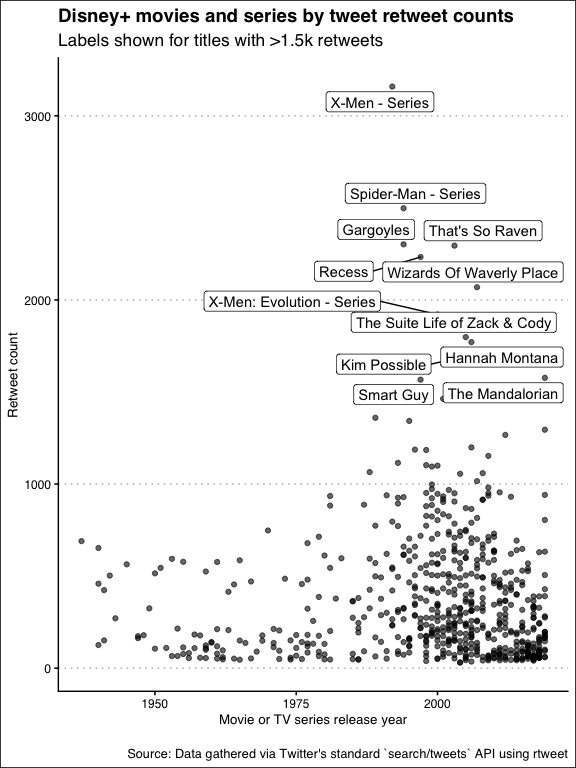 Disney+ movies and series by tweet retweet counts
Labels shown for titles with >1.5k retweets
3000
2000
1000
0
Retweet count
X-Men - Series
Spider-Man - Series
Gargoyles
That's So Raven
Recess
Wizards Of Waverly Place
X-Men: Evolution - Series
The Suite Life of Zack & Cody
Kim Possible
Hannah Montana
Smart Guy
The Mandalorian
1950
1975
2000
Movie or TV series release year
Source: Data gathered via Twitter's standard `search/tweets` API using rtweet